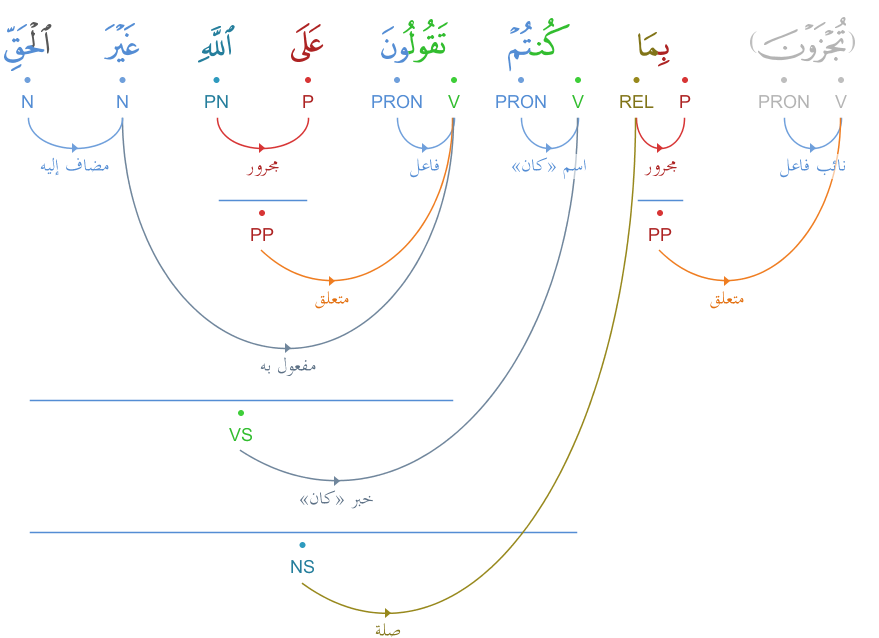 (تُجْزَوْنَ) بِمَا كُنتُمْ تَقُولُونَ عَلَى ٱللَّهِ غَيْرَ ٱلْحَقِّ
V PRON P REL V PRON V PRON P PN N N
نائب فاعل مجرور اسم «كان» فاعل مجرور مضاف إليه
PP PP
متعلق متعلق
مفعول به
VS
خبر «كان»
NS
صلة